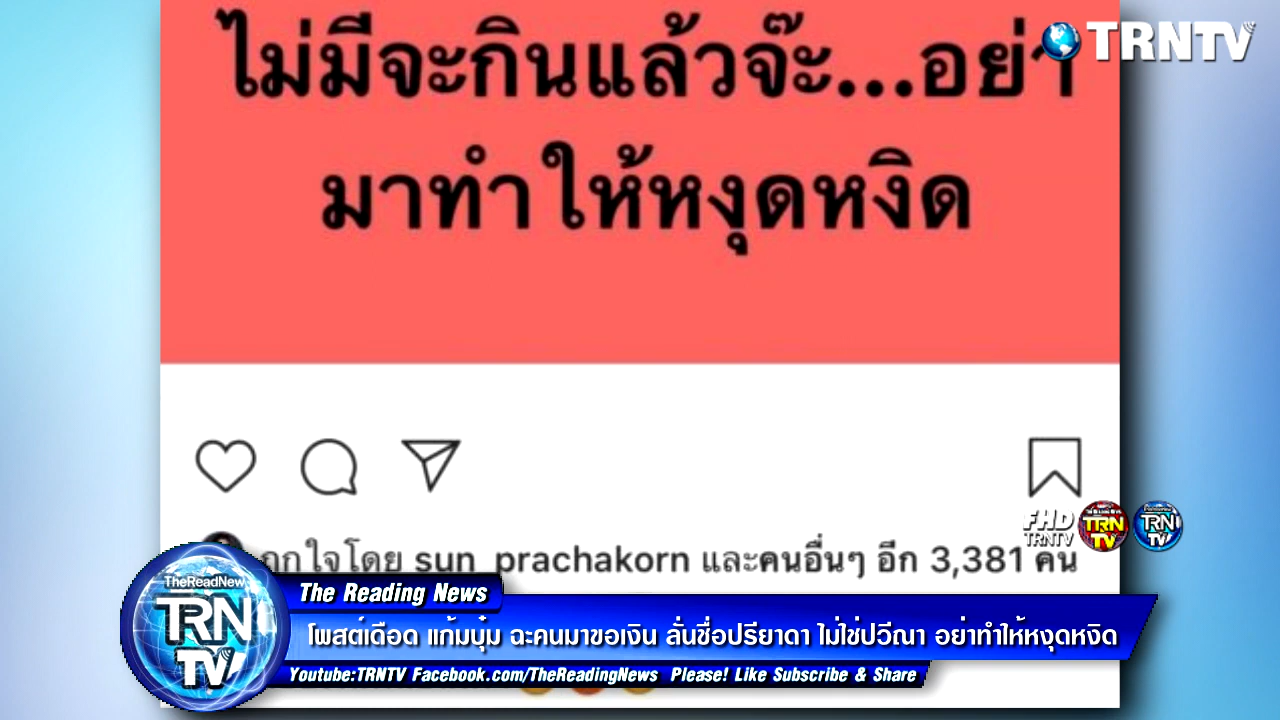 ไม่มีจะกินแล้วจ๊ะ...อย่า
TRNTV
มาทำให้หงุดหงิด
FHD
TRNTV
TRN
TV
TRN
TV
ถูกใจโดย sun_prachakorn และคนอื่นๆ อีก 3,381 คน
TheReadNew
TRN
TV
The Reading News
โพสต์เดือด แก้มบุ๋ม ฉะคนมาขอเงิน ลั่นชื่อปรียาดา ไม่ใช่ปวีณา อย่าทำให้หงุดหงิด
Youtube:TRNTV Facebook.com/TheReadingNews Please! Like Subscribe & Share